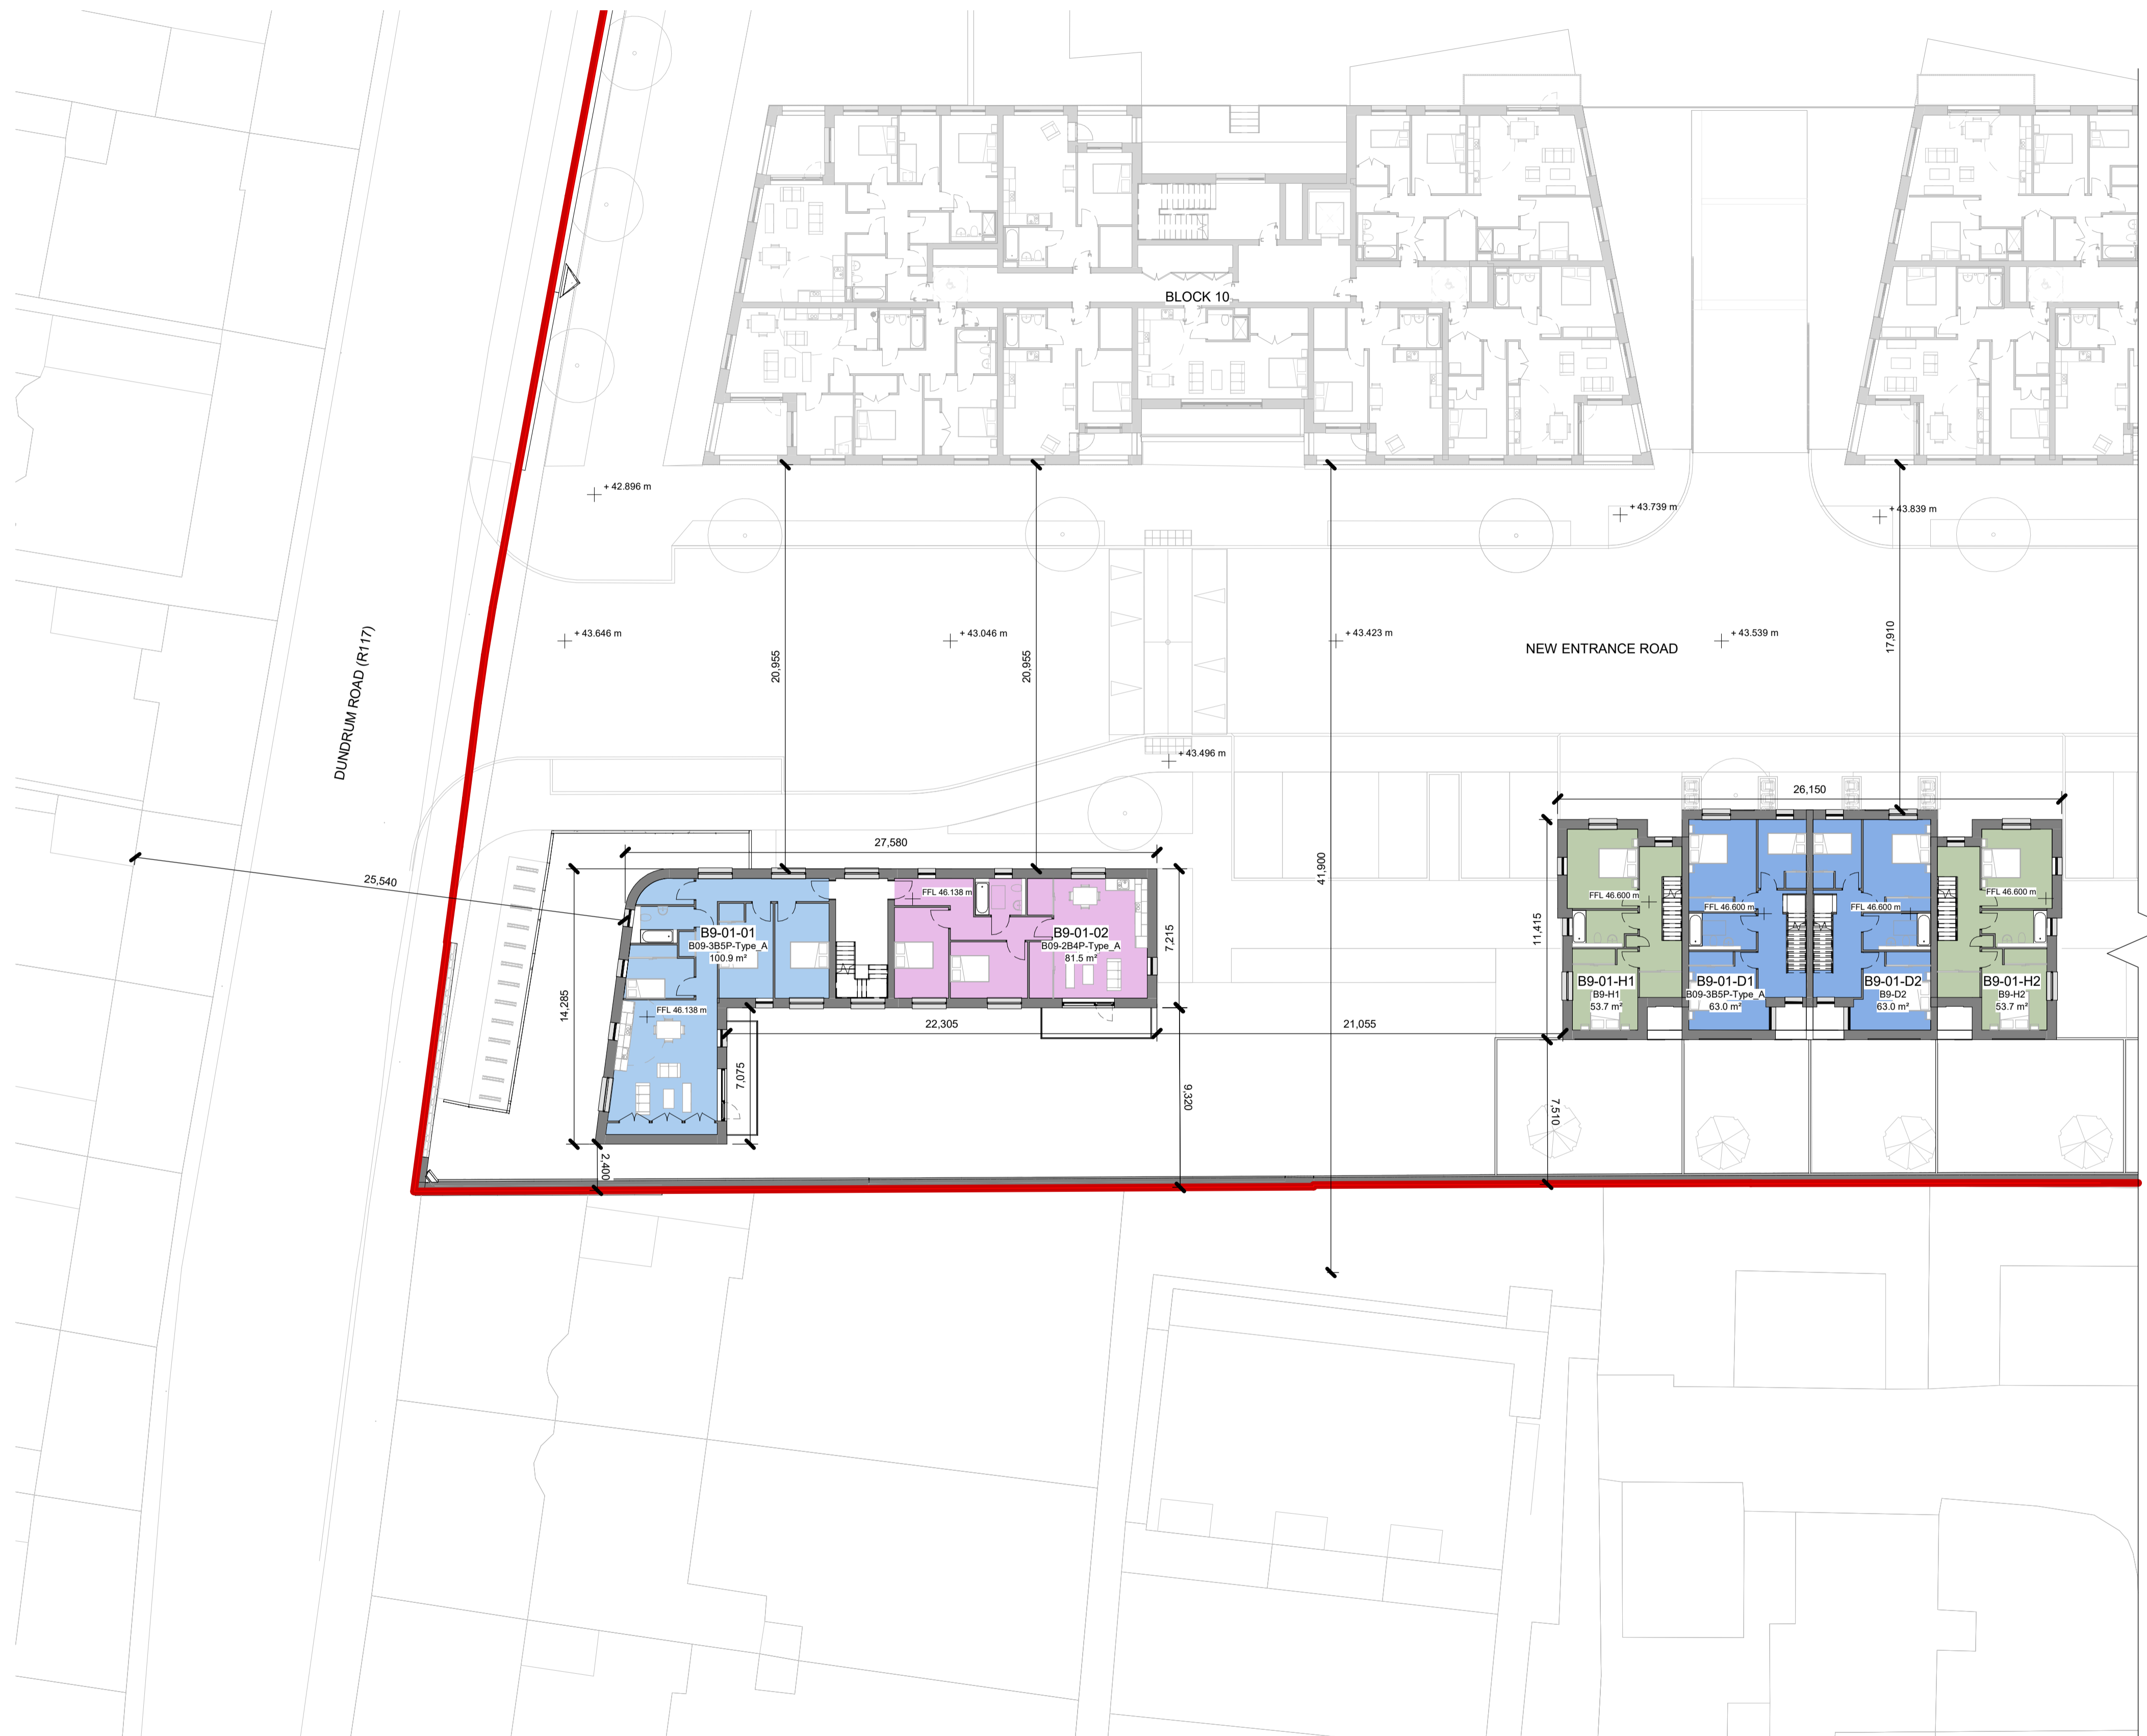 BLOCK 10
+ 42.896 m
+ 43.739 m
+ 43.839 m
+ 43.646 m
+ 43.046 m
+ 43.423 m
+ 43.539 m
NEW ENTRANCE ROAD
DUNDRUM ROAD (R117)
20,955
20,955
17,910
+ 43.496 m
26,150
27,580
41,900
25,540
FFL 46.138 m
FFL 46.600 m
FFL 46.600 m
FFL 46.600 m
FFL 46.600 m
B9-01-01
B09-3B5P-Type_A
100.9 m²
B9-01-02
B09-2B4P-Type_A
81.5 m²
7,215
11,415
B9-01-H1
B9-H1
53.7 m²
B9-01-D1
B09-3B5P-Type_A
63.0 m²
B9-01-D2
B9-D2
63.0 m²
B9-01-H2
B9-H2
53.7 m²
14,285
FFL 46.138 m
22,305
21,055
7,075
9,320
7,510
2,400